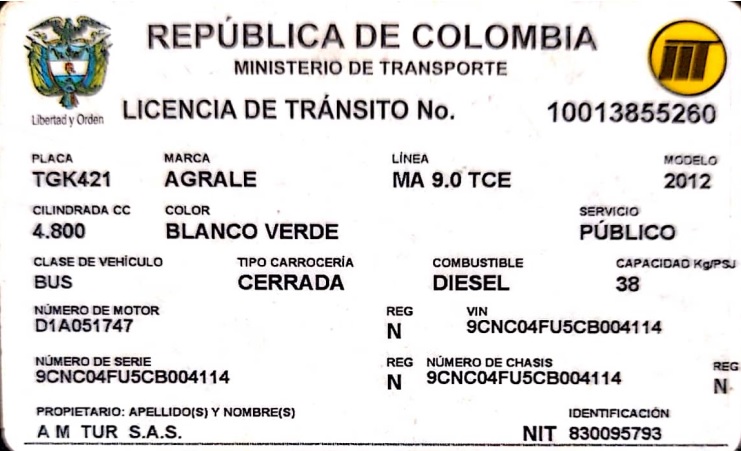 REPÚBLICA DE COLOMBIA
MINISTERIO DE TRANSPORTE
Libertad y Orden
LICENCIA DE TRÁNSITO No. 10013855260
PLACA MARCA LÍNEA MODELO
TGK421 AGRALE MA 9.0 TCE 2012
CILINDRADA CC COLOR SERVICIO
4.800 BLANCO VERDE PÚBLICO
CLASE DE VEHÍCULO TIPO CARROCERÍA COMBUSTIBLE CAPACIDAD Kg/PSJ
BUS CERRADA DIESEL 38
NÚMERO DE MOTOR REG VIN
D1A051747 N 9CNC04FU5CB004114
NÚMERO DE SERIE REG NÚMERO DE CHASIS REG
9CNC04FU5CB004114 N 9CNC04FU5CB004114 N
PROPIETARIO: APELLIDO(S) Y NOMBRE(S) IDENTIFICACIÓN
A M TUR S.A.S. NIT 830095793